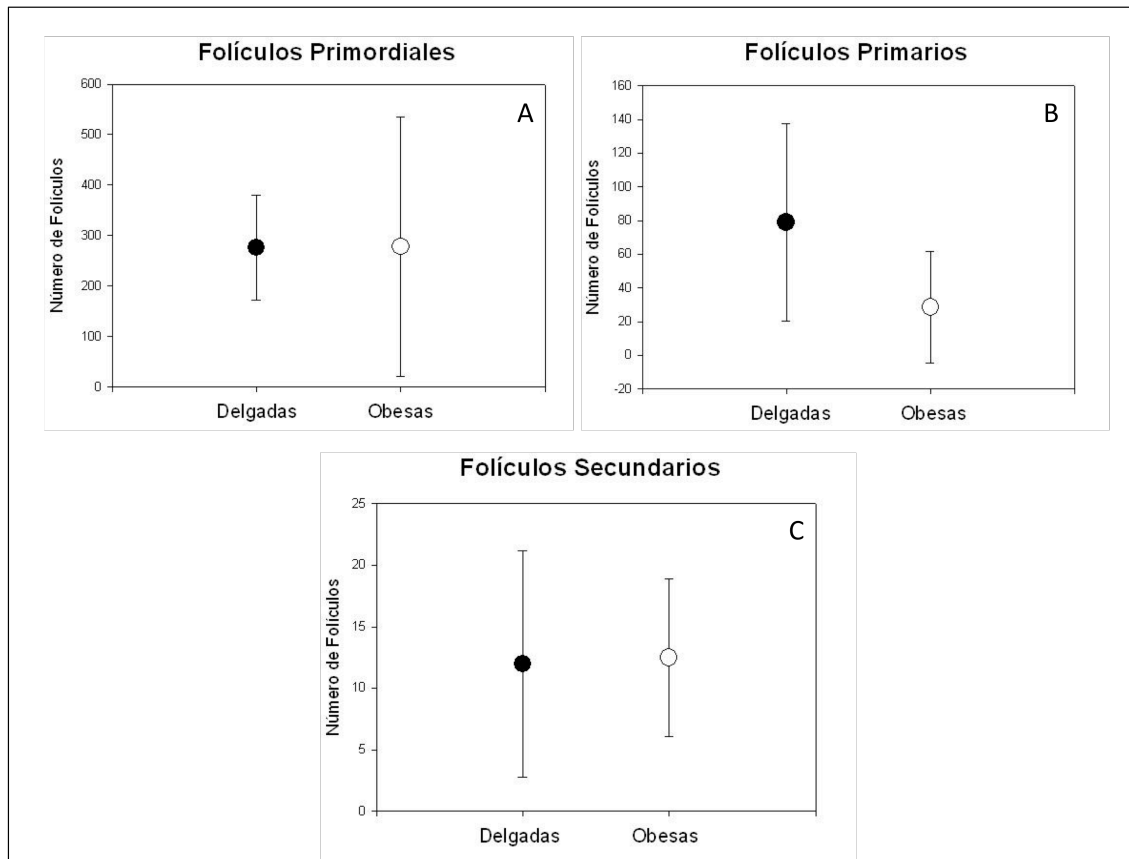 Folículos Primordiales
A
600
500
400
300
200
100
0
Número de Folículos
Delgadas
Obesas
Folículos Primarios
B
160
140
120
100
80
60
40
20
0
-20
Número de Folículos
Delgadas
Obesas
Folículos Secundarios
C
25
20
15
10
5
0
Número de Folículos
Delgadas
Obesas